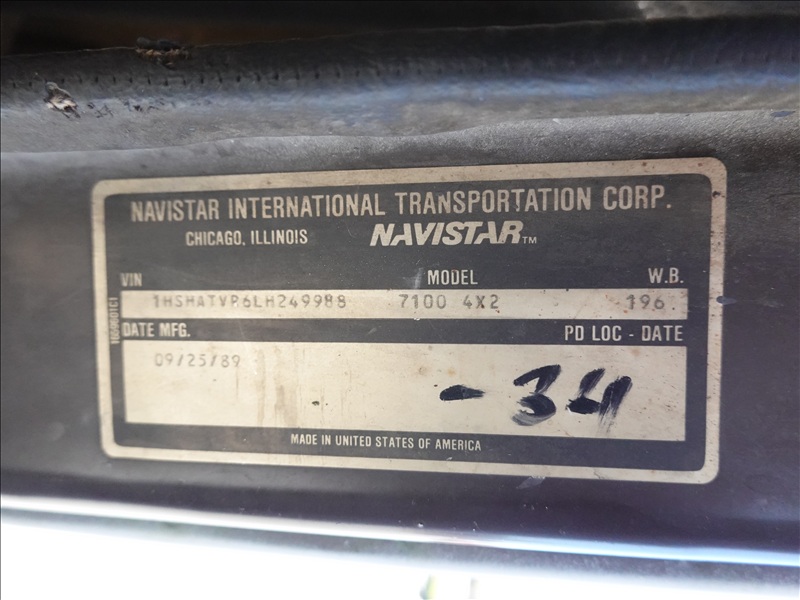 NAVISTAR INTERNATIONAL TRANSPORTATION CORP.
CHICAGO, ILLINOIS NAVISTAR™
VIN MODEL W.B.
1HSHATVR6LH249988 7100 4X2 196
DATE MFG. PD LOC - DATE
09/25/89
-34
MADE IN UNITED STATES OF AMERICA